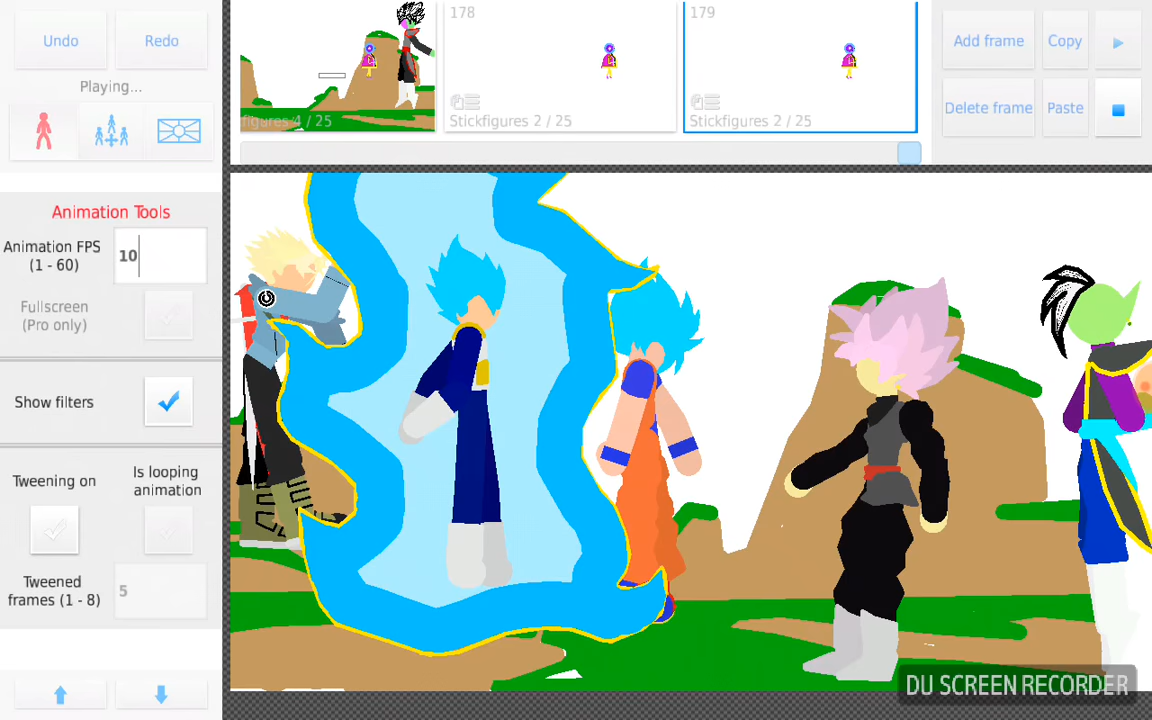 Undo
Redo
Playing...
Animation Tools
Animation FPS
(1 - 60)
10
Fullscreen
(Pro only)
Show filters
Tweening on
Is looping
animation
Tweened
frames (1 - 8)
5
figures 4 / 25
178
Stickfigures 2 / 25
179
Stickfigures 2 / 25
Add frame
Copy
Delete frame
Paste
DU SCREEN RECORDER